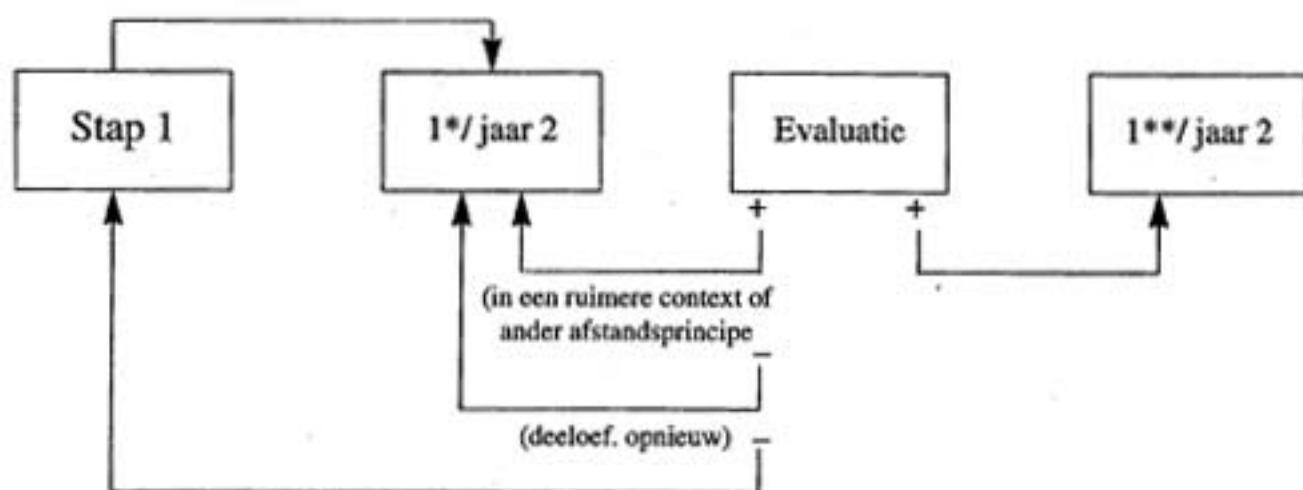 Stap 1
1*/ jaar 2
Evaluatie
1**/ jaar 2
+
+
(in een ruimere context of
ander afstandsprincipe
–
(deeloef. opnieuw)
–